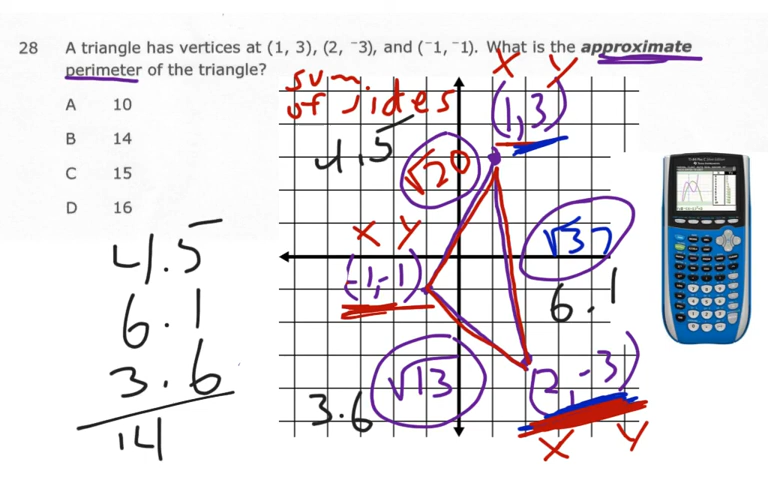 28 A triangle has vertices at (1, 3), (2, ⁻3), and (⁻1, ⁻1). What is the approximate
perimeter of the triangle?
A 10
B 14
C 15
D 16
sum
of sides
X Y
(1,3)
4.5
√20
X Y
(-1,-1)
√37
6.1
4.5
6.1
3.6
14
3.6
√13
(2,-3)
X Y